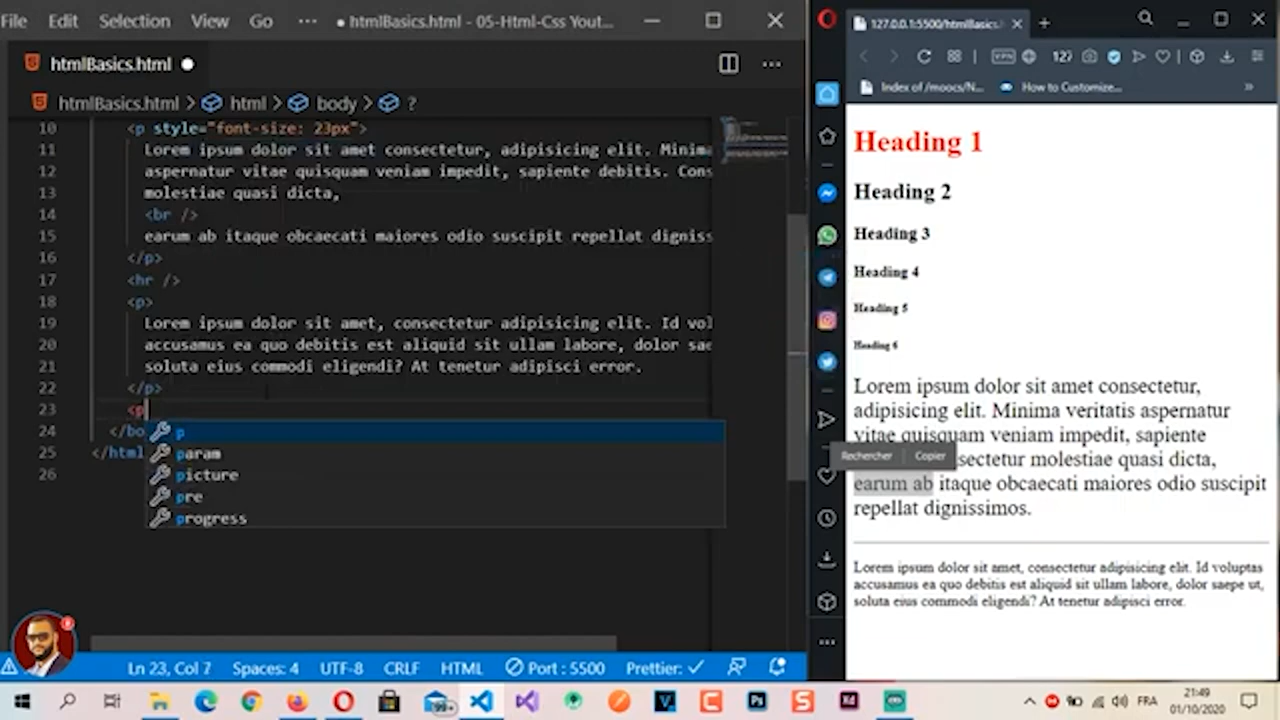 File Edit Selection View Go ··· ● htmlBasics.html - 05-Html-Css Yout...
htmlBasics.html ●
htmlBasics.html > html > body > ?
10 <p style="font-size: 23px">
11 Lorem ipsum dolor sit amet consectetur, adipisicing elit. Minima
12 aspernatur vitae quisquam veniam impedit, sapiente debitis. Cons
13 molestiae quasi dicta,
14 <br />
15 earum ab itaque obcaecati maiores odio suscipit repellat digniss
16 </p>
17 <hr />
18 <p>
19 Lorem ipsum dolor sit amet, consectetur adipisicing elit. Id vol
20 accusamus ea quo debitis est aliquid sit ullam labore, dolor sae
21 soluta eius commodi eligendi? At tenetur adipisci error.
22 </p>
23 <p
24 </bo
25 </html
26
p
param
picture
pre
progress
Ln 23, Col 7 Spaces: 4 UTF-8 CRLF HTML Port : 5500 Prettier: ✓
127.0.0.1:5500/htmlBasics.
VPN 127
Index of /moocs/N... How to Customize... »
Heading 1
Heading 2
Heading 3
Heading 4
Heading 5
Heading 6
Lorem ipsum dolor sit amet consectetur,
adipisicing elit. Minima veritatis aspernatur
vitae quisquam veniam impedit, sapiente
Rechercher Copier
sectetur molestiae quasi dicta,
earum ab itaque obcaecati maiores odio suscipit
repellat dignissimos.
Lorem ipsum dolor sit amet, consectetur adipisicing elit. Id voluptas
accusamus ea quo debitis est aliquid sit ullam labore, dolor saepe ut,
soluta eius commodi eligendi? At tenetur adipisci error.
99+ Ps S Xd FRA 21:49
01/10/2020